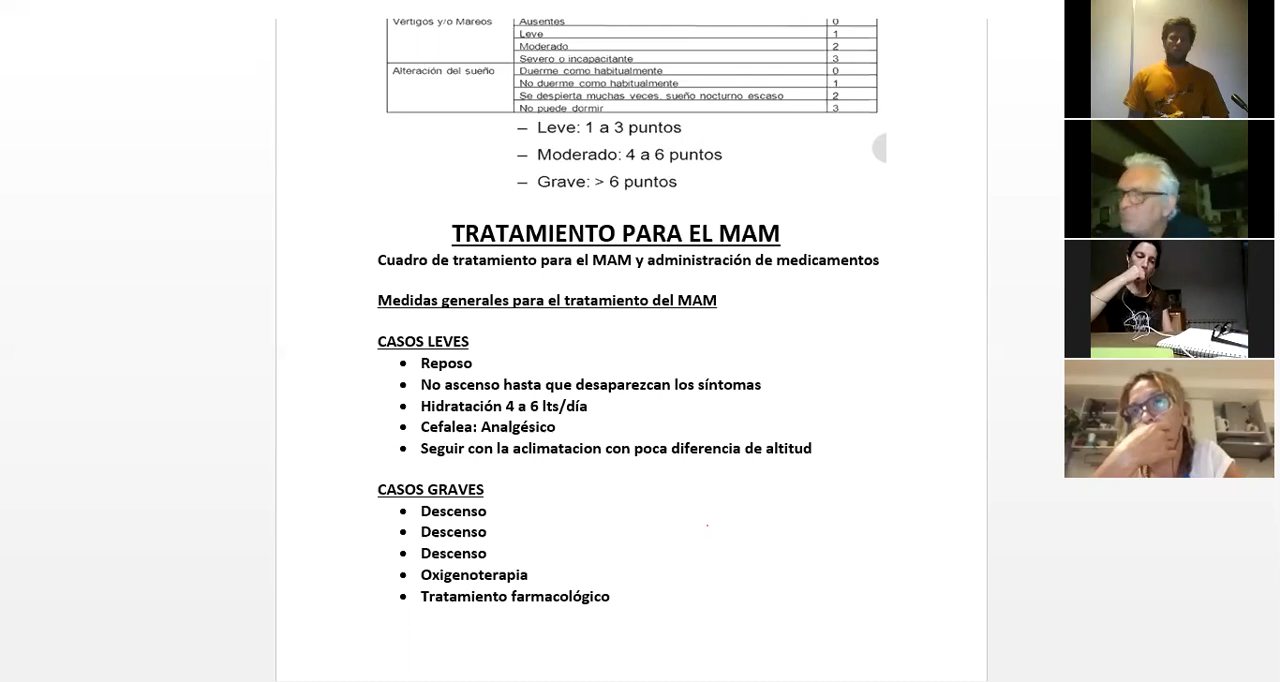 Vértigos y/o Mareos Ausentes 0
Leve 1
Moderado 2
Severo o incapacitante 3
Alteración del sueño Duerme como habitualmente 0
No duerme como habitualmente 1
Se despierta muchas veces, sueño nocturno escaso 2
No puede dormir 3
– Leve: 1 a 3 puntos
– Moderado: 4 a 6 puntos
– Grave: > 6 puntos
TRATAMIENTO PARA EL MAM
Cuadro de tratamiento para el MAM y administración de medicamentos
Medidas generales para el tratamiento del MAM
CASOS LEVES
• Reposo
• No ascenso hasta que desaparezcan los síntomas
• Hidratación 4 a 6 lts/día
• Cefalea: Analgésico
• Seguir con la aclimatacion con poca diferencia de altitud
CASOS GRAVES
• Descenso
• Descenso
• Descenso
• Oxigenoterapia
• Tratamiento farmacológico